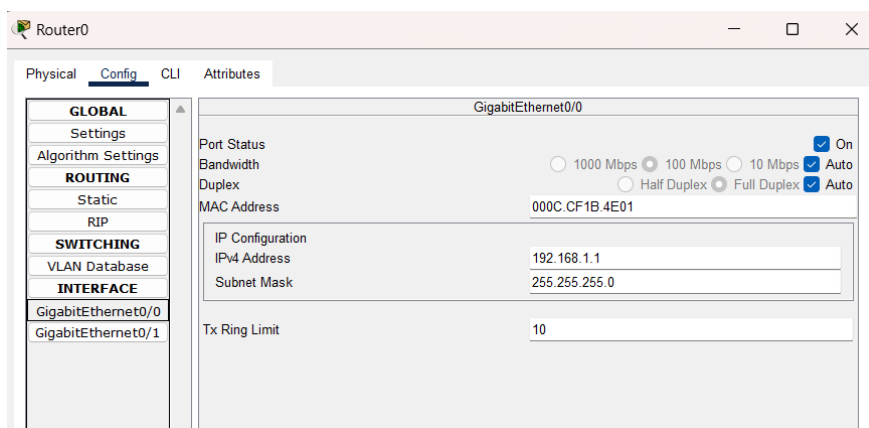 Router0
Physical Config CLI Attributes
GLOBAL
Settings
Algorithm Settings
ROUTING
Static
RIP
SWITCHING
VLAN Database
INTERFACE
GigabitEthernet0/0
GigabitEthernet0/1
GigabitEthernet0/0
Port Status On
Bandwidth 1000 Mbps 100 Mbps 10 Mbps Auto
Duplex Half Duplex Full Duplex Auto
MAC Address 000C.CF1B.4E01
IP Configuration
IPv4 Address 192.168.1.1
Subnet Mask 255.255.255.0
Tx Ring Limit 10